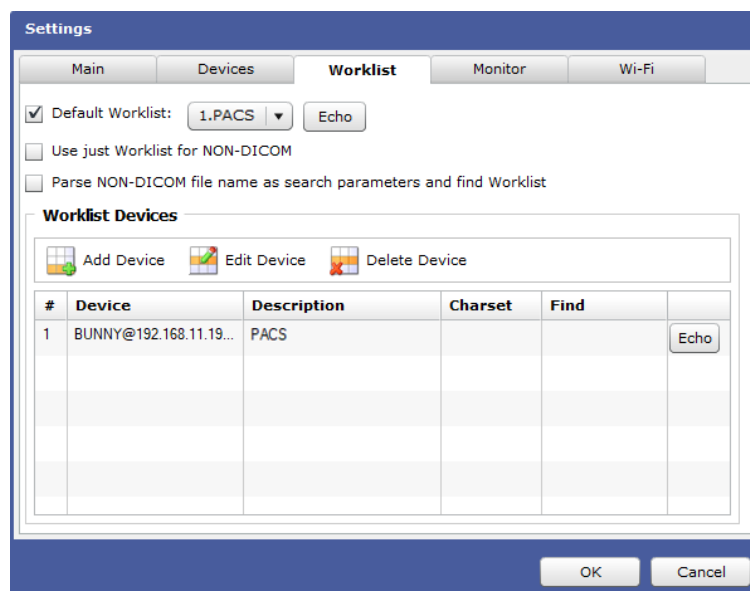 Settings
Main Devices Worklist Monitor Wi-Fi
Default Worklist: 1.PACS Echo
Use just Worklist for NON-DICOM
Parse NON-DICOM file name as search parameters and find Worklist
Worklist Devices
Add Device Edit Device Delete Device
# Device Description Charset Find
1 BUNNY@192.168.11.19... PACS Echo
OK Cancel